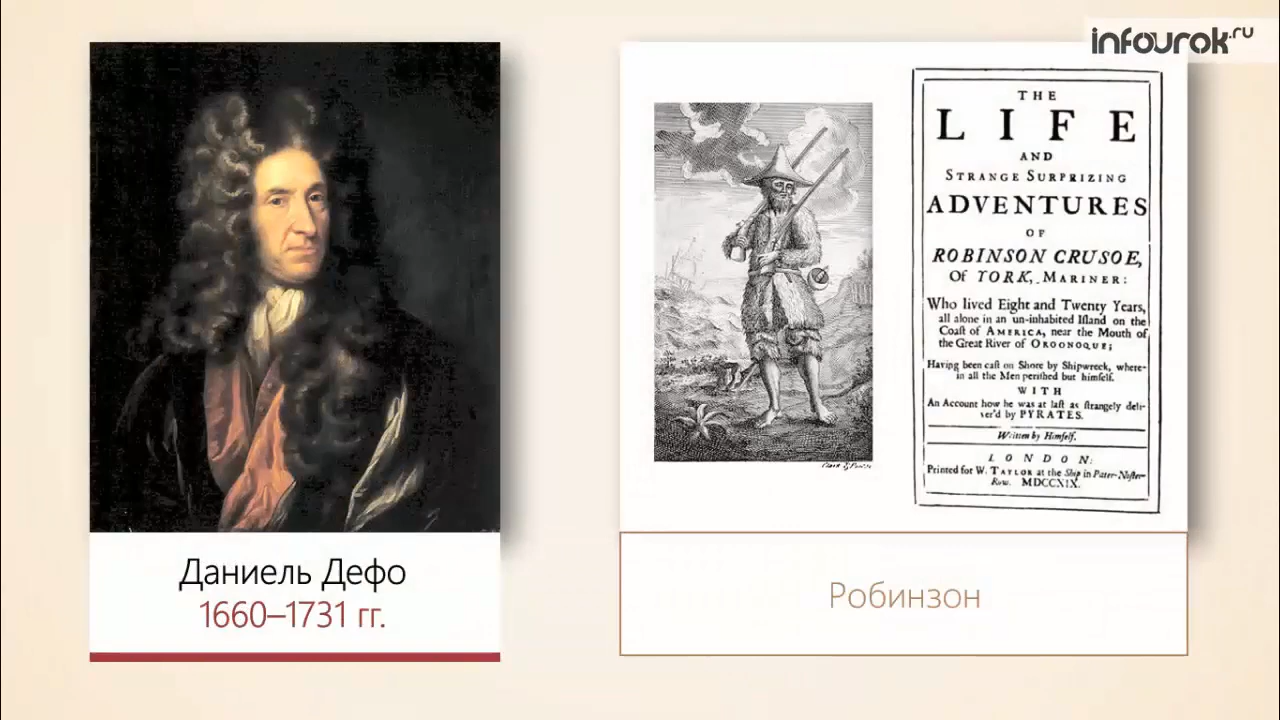 infourok.ru
THE
LIFE
AND
STRANGE SURPRIZING
ADVENTURES
OF
ROBINSON CRUSOE,
Of YORK, MARINER:
Who lived Eight and Twenty Years,
all alone in an un-inhabited Iſland on the
Coaſt of AMERICA, near the Mouth of
the Great River of OROONOQUE;
Having been caſt on Shore by Shipwreck, where-
in all the Men periſhed but himſelf.
WITH
An Account how he was at laſt as ſtrangely deli-
ver'd by PYRATES.
Written by Himſelf.
LONDON:
Printed for W. TAYLOR at the Ship in Pater-Noſter-
Row. MDCCXIX.
Даниель Дефо
1660–1731 гг.
Робинзон